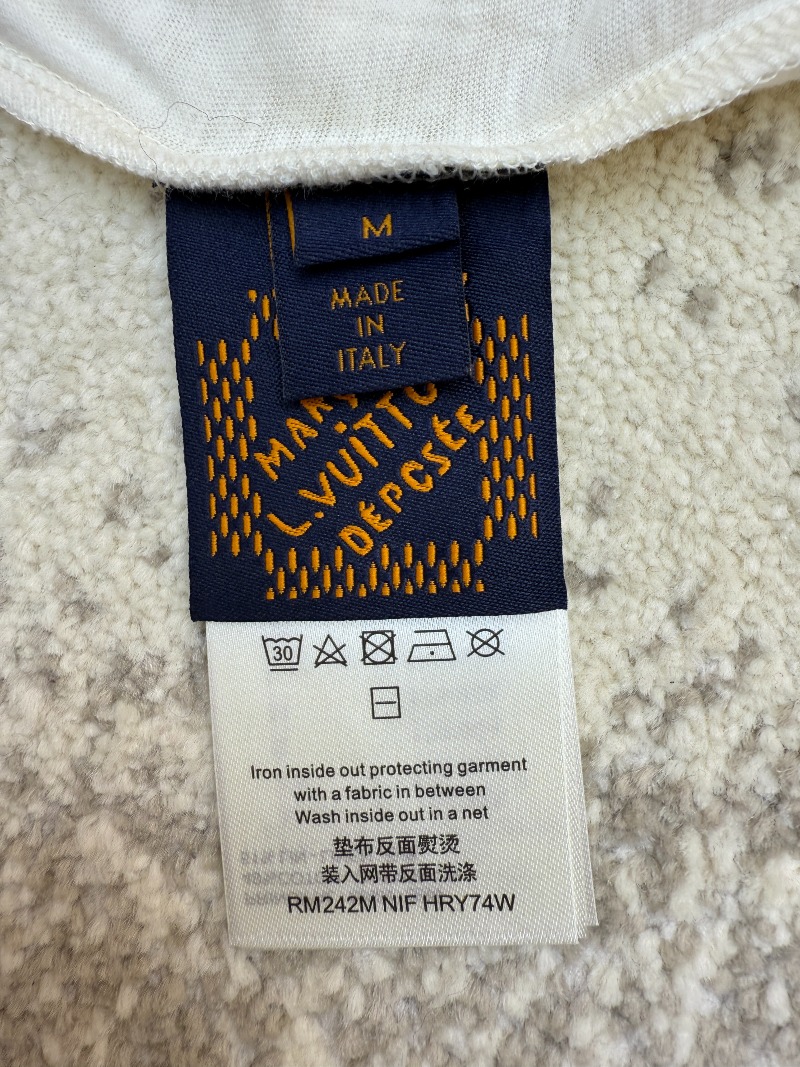 M
MADE
IN
ITALY
L.VUITTO
DÉPOSÉE
30
Iron inside out protecting garment
with a fabric in between
Wash inside out in a net
垫布反面熨烫
装入网带反面洗涤
RM242M NIF HRY74W